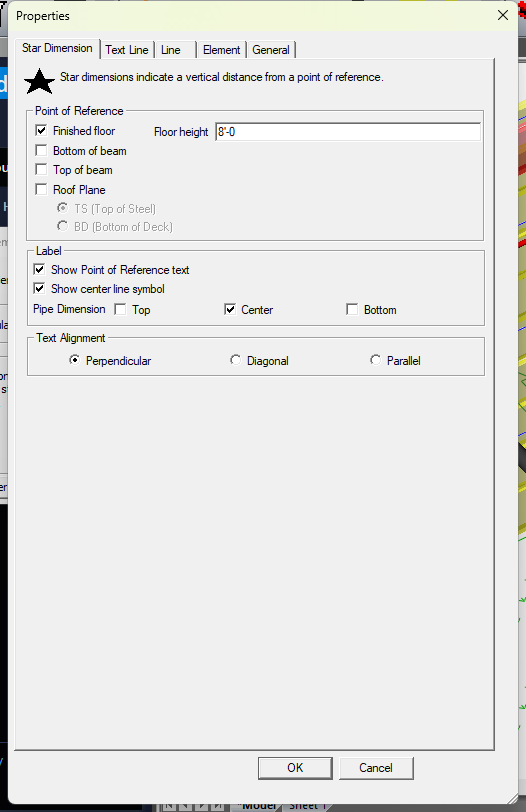 Properties
Star Dimension Text Line Line Element General
Star dimensions indicate a vertical distance from a point of reference.
Point of Reference
Finished floor Floor height 8'-0
Bottom of beam
Top of beam
Roof Plane
TS (Top of Steel)
BD (Bottom of Deck)
Label
Show Point of Reference text
Show center line symbol
Pipe Dimension Top Center Bottom
Text Alignment
Perpendicular Diagonal Parallel
OK Cancel
Model Sheet 1